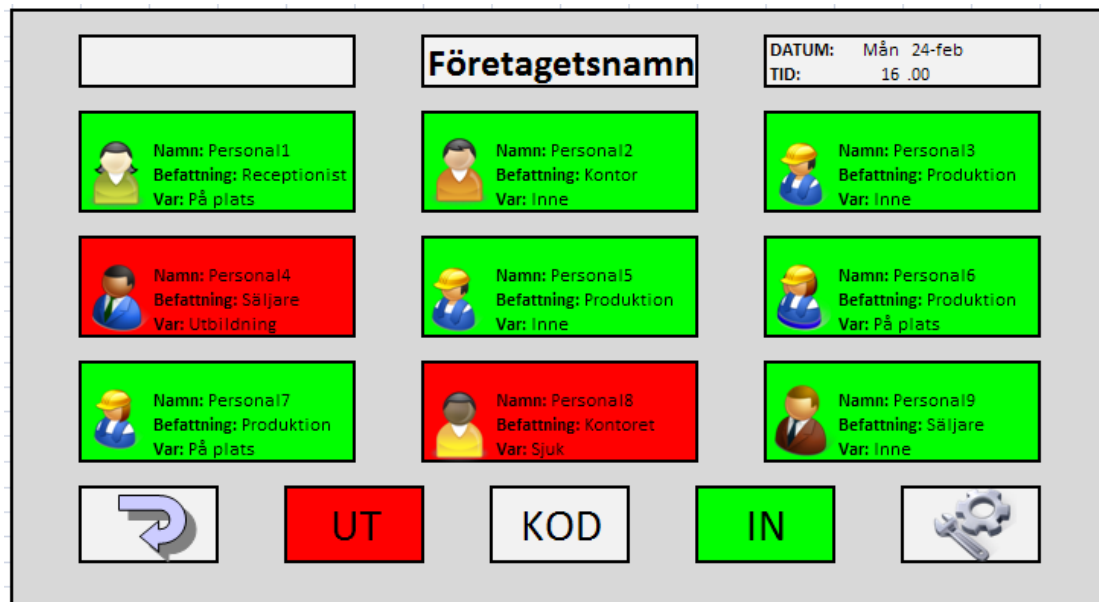 Företagetsnamn
DATUM: Mån 24-feb
TID: 16 .00
Namn: Personal1
Befattning: Receptionist
Var: På plats
Namn: Personal2
Befattning: Kontor
Var: Inne
Namn: Personal3
Befattning: Produktion
Var: Inne
Namn: Personal4
Befattning: Säljare
Var: Utbildning
Namn: Personal5
Befattning: Produktion
Var: Inne
Namn: Personal6
Befattning: Produktion
Var: På plats
Namn: Personal7
Befattning: Produktion
Var: På plats
Namn: Personal8
Befattning: Kontoret
Var: Sjuk
Namn: Personal9
Befattning: Säljare
Var: Inne
UT
KOD
IN